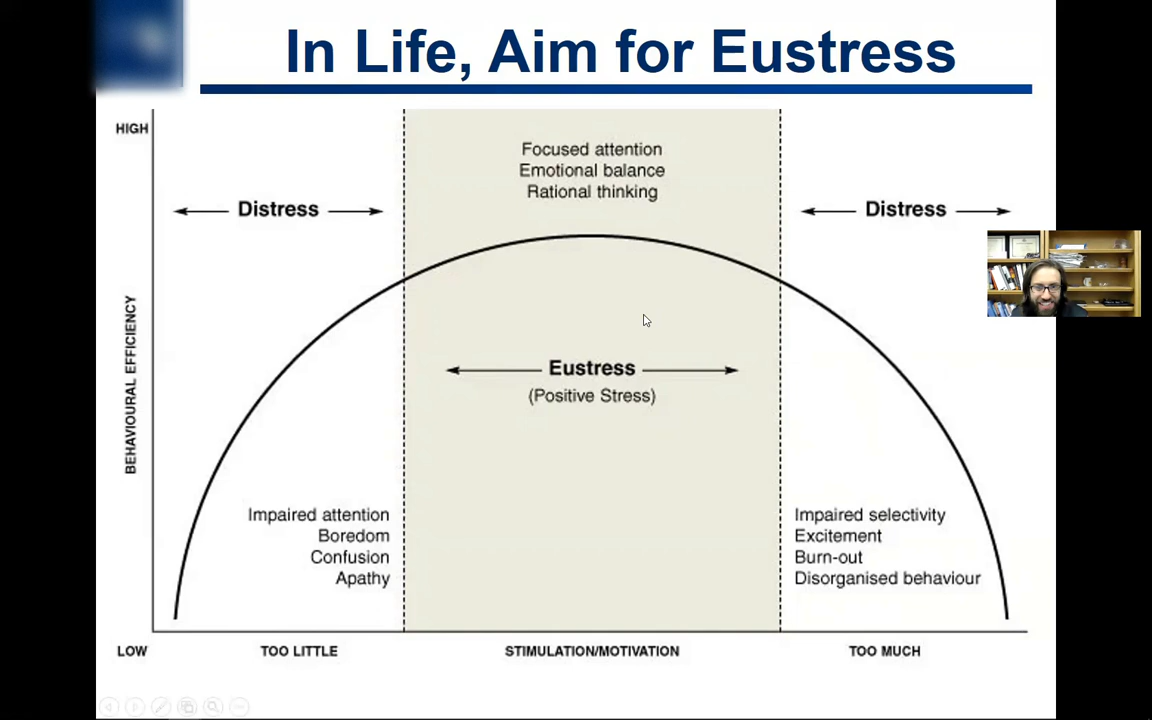 In Life, Aim for Eustress
HIGH
Focused attention
Emotional balance
Rational thinking
Distress
Distress
BEHAVIOURAL EFFICIENCY
Eustress
(Positive Stress)
Impaired attention
Boredom
Confusion
Apathy
Impaired selectivity
Excitement
Burn-out
Disorganised behaviour
LOW
TOO LITTLE
STIMULATION/MOTIVATION
TOO MUCH